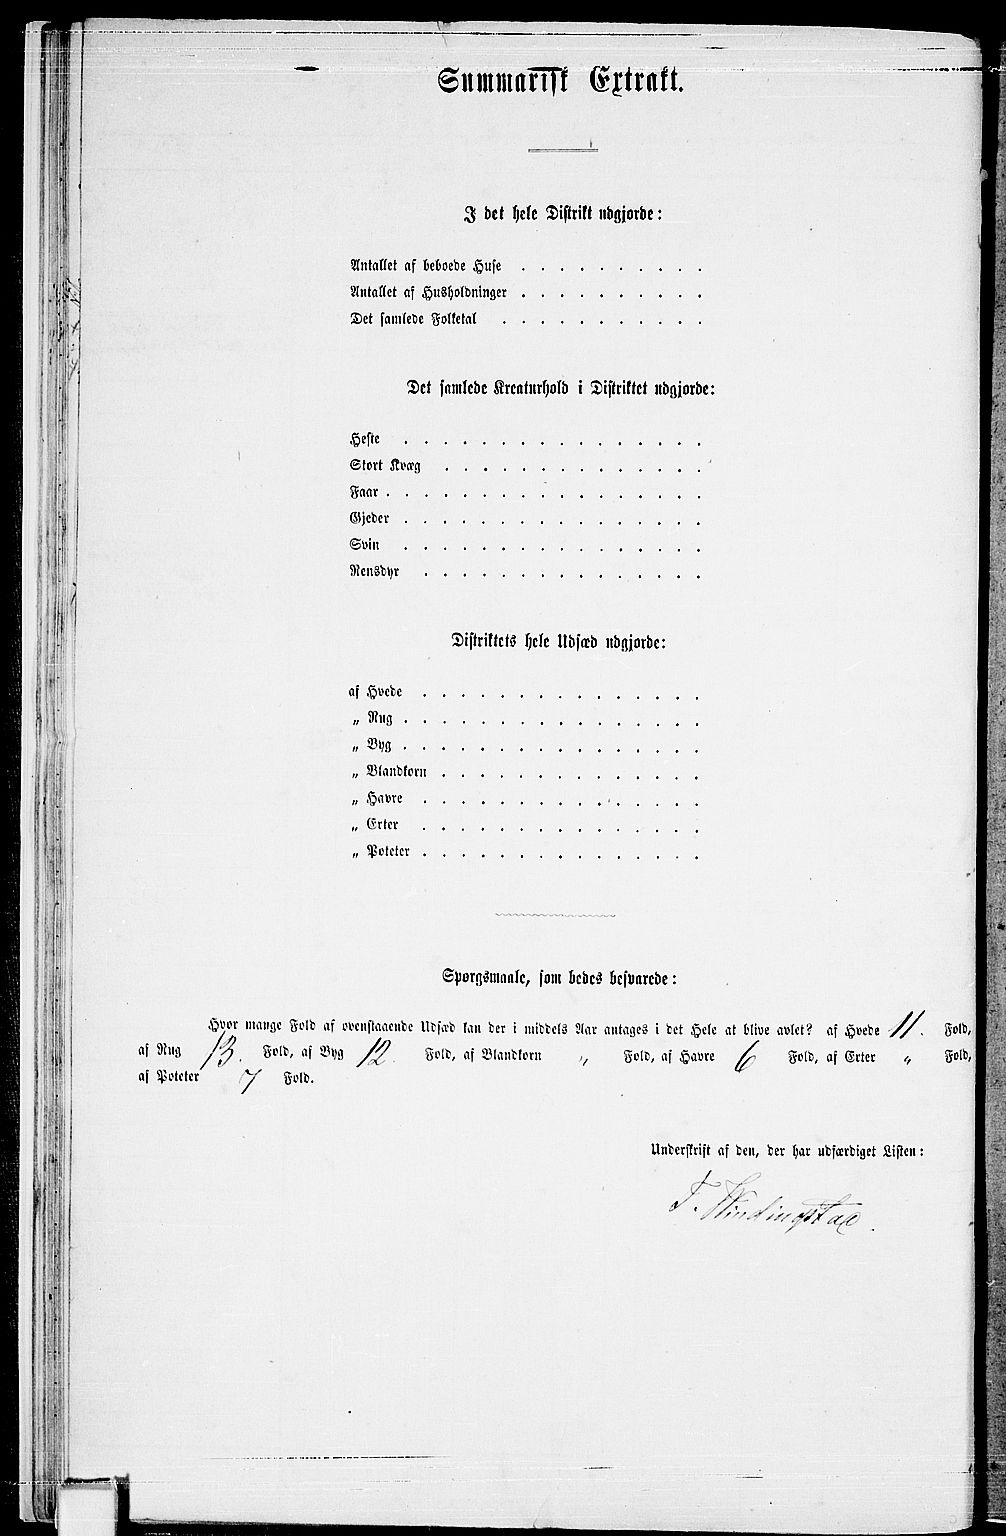 Summarisk Extrakt.
I det hele Distrikt udgjorde:
Antallet af beboede Huse . . . . . . . . . .
Antallet af Husholdninger . . . . . . . . . .
Det samlede Folketal . . . . . . . . . . .
Det samlede Kreaturhold i Distriktet udgjorde:
Heste . . . . . . . . . . . . . . . .
Stort Kvæg . . . . . . . . . . . . . .
Faar . . . . . . . . . . . . . . . . .
Gjeder . . . . . . . . . . . . . . . .
Svin . . . . . . . . . . . . . . . .
Rensdyr . . . . . . . . . . . . . . .
Distriktets hele Udsæd udgjorde:
af Hvede . . . . . . . . . . . . . . .
„ Rug . . . . . . . . . . . . . . . .
„ Byg . . . . . . . . . . . . . . . .
„ Blandkorn . . . . . . . . . . . . . .
„ Havre . . . . . . . . . . . . . . .
„ Erter . . . . . . . . . . . . . . .
„ Poteter . . . . . . . . . . . . . . .
Spørgsmaale, som bedes besvarede:
Hvor mange Fold af ovenstaaende Udsæd kan der i middels Aar antages i det Hele at blive avlet? af Hvede 11. Fold,
af Rug 13. Fold, af Byg 12. Fold, af Blandkorn „ Fold, af Havre 6 Fold, af Erter „ Fold,
af Poteter 7 Fold.
Underskrift af den, der har udfærdiget Listen:
T. Windingstad.